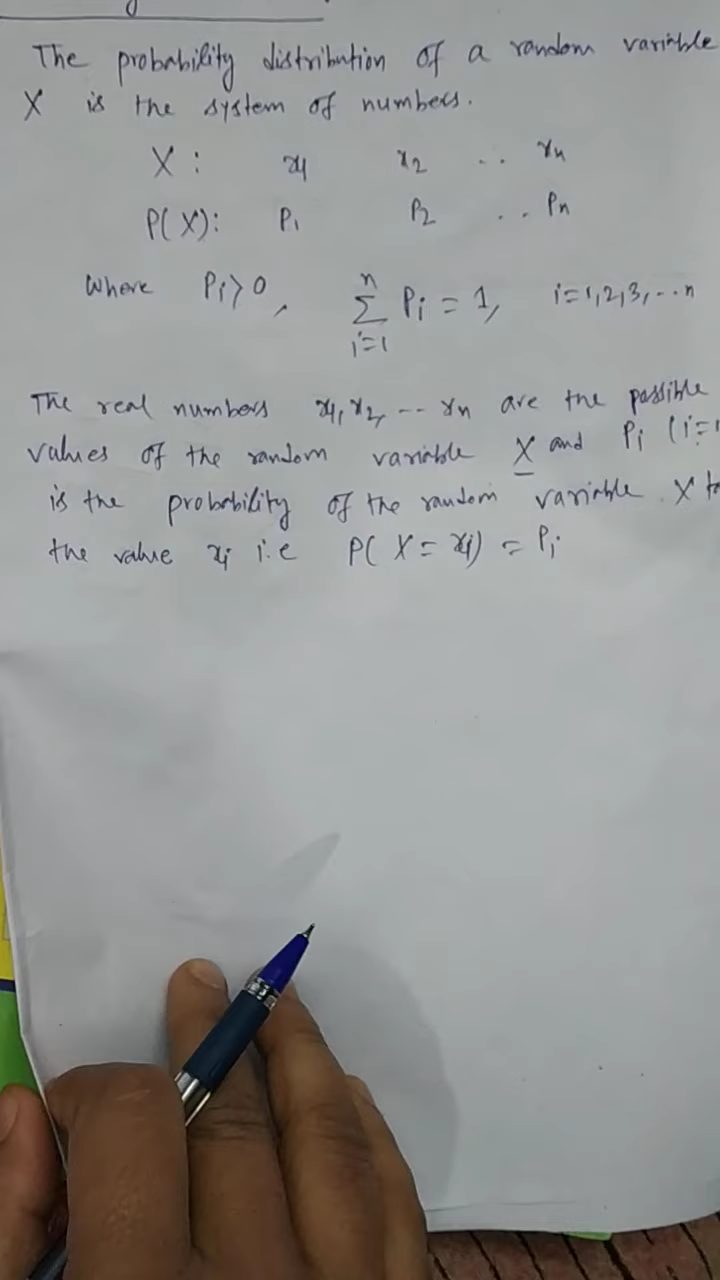 The probability distribution of a random variable
X is the system of numbers.
X : x1 x2 .. xn
P(X): P1 P2 .. Pn
Where Pi > 0, n∑i=1 Pi = 1, i=1,2,3,...n
The real numbers x1, x2, -- xn are the possible
values of the random variable X and Pi (i=1
is the probability of the random variable X
the value xi i.e P( X = xi) = Pi